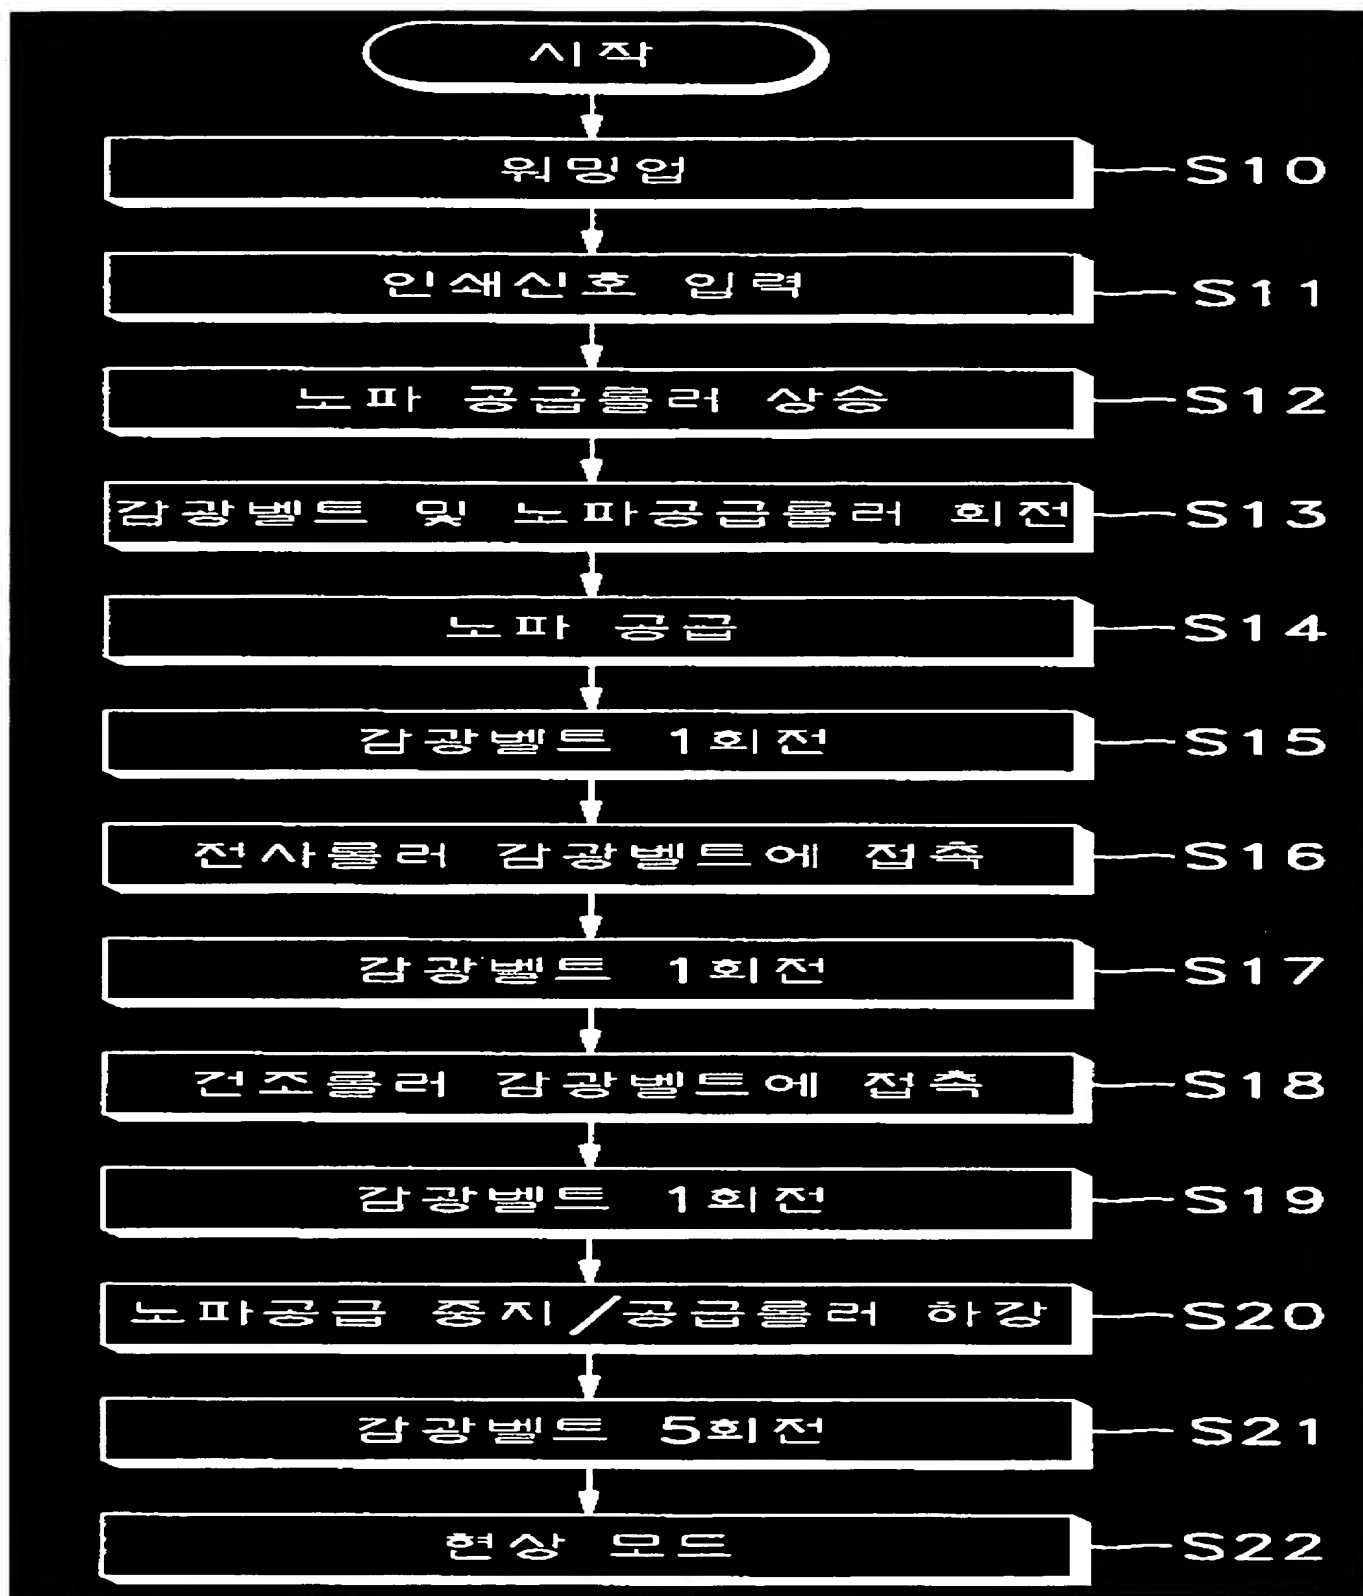 시작
워밍업 S10
인쇄신호 입력 S11
노파 공급롤러 상승 S12
감광벨트 및 노파공급롤러 회전 S13
노파 공급 S14
감광벨트 1회전 S15
전사롤러 감광벨트에 접촉 S16
감광벨트 1회전 S17
건조롤러 감광벨트에 접촉 S18
감광벨트 1회전 S19
노파공급 중지/공급롤러 하강 S20
감광벨트 5회전 S21
현상 모드 S22